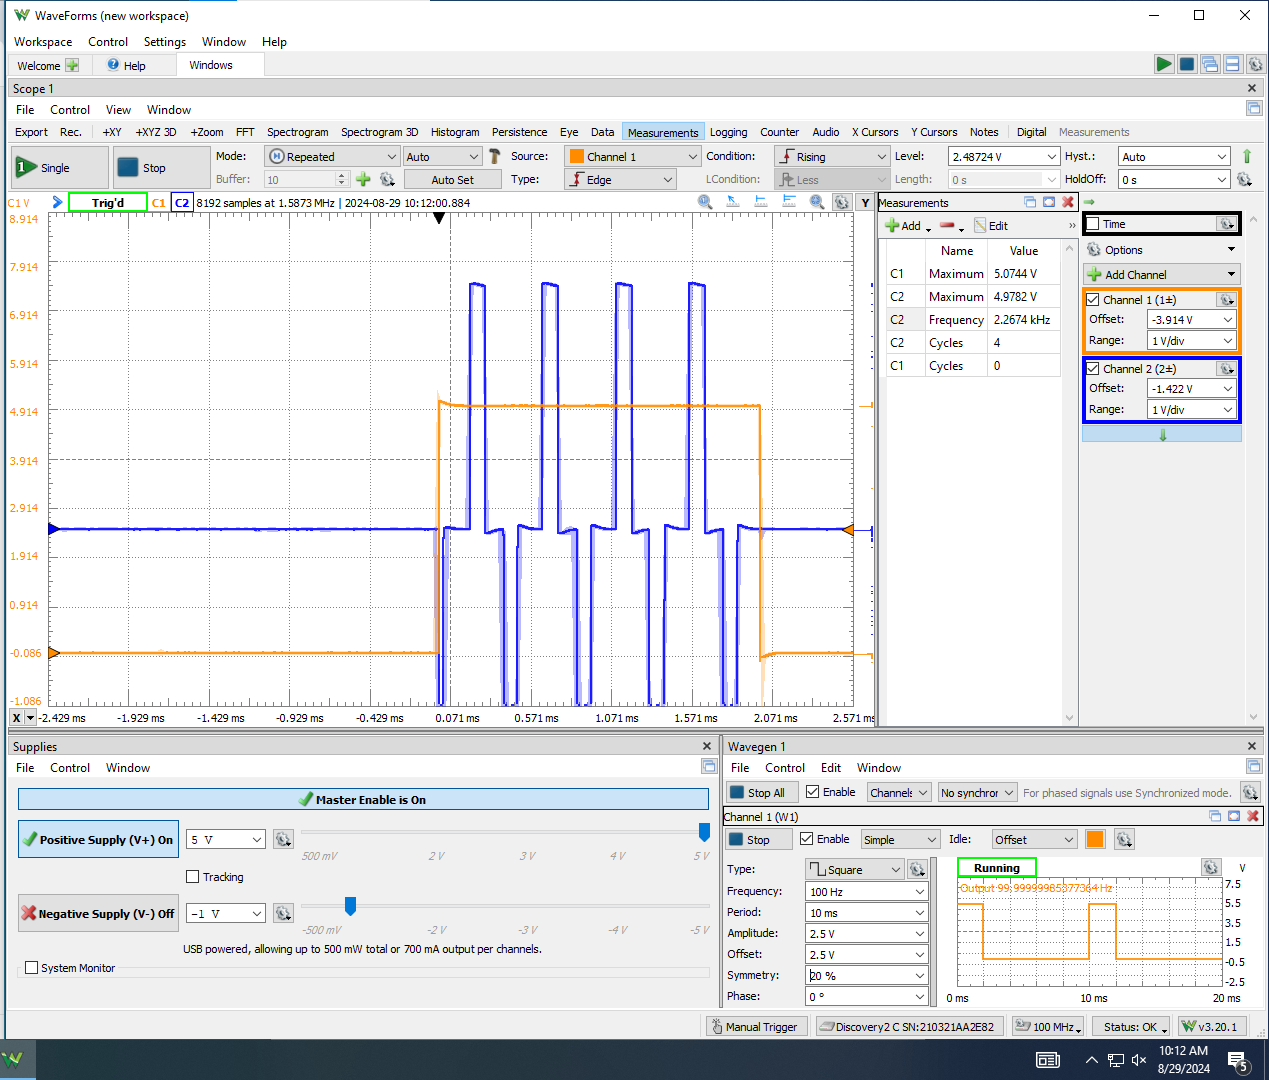 WaveForms (new workspace)
Workspace Control Settings Window Help
Welcome Help Windows
Scope 1
File Control View Window
Export Rec. +XY +XYZ 3D +Zoom FFT Spectrogram Spectrogram 3D Histogram Persistence Eye Data Measurements Logging Counter Audio X Cursors Y Cursors Notes Digital Measurements
1 Single Stop Mode: Repeated Auto Source: Channel 1 Condition: Rising Level: 2.48724 V Hyst.: Auto
Buffer: 10 Auto Set Type: Edge LCondition: Less Length: 0 s HoldOff: 0 s
C1 V Trig'd C1 C2 8192 samples at 1.5873 MHz | 2024-08-29 10:12:00.884 Y
8.914
7.914
6.914
5.914
4.914
3.914
2.914
1.914
0.914
-0.086
-1.086
X -2.429 ms -1.929 ms -1.429 ms -0.929 ms -0.429 ms 0.071 ms 0.571 ms 1.071 ms 1.571 ms 2.071 ms 2.571 ms
Measurements
Add Edit »
Name Value
C1 Maximum 5.0744 V
C2 Maximum 4.9782 V
C2 Frequency 2.2674 kHz
C2 Cycles 4
C1 Cycles 0
Time
Options
Add Channel
Channel 1 (1±)
Offset: -3.914 V
Range: 1 V/div
Channel 2 (2±)
Offset: -1.422 V
Range: 1 V/div
Supplies
File Control Window
Master Enable is On
Positive Supply (V+) On 5 V
500 mV 2 V 3 V 4 V 5 V
Tracking
Negative Supply (V-) Off -1 V
-500 mV -2 V -3 V -4 V -5 V
USB powered, allowing up to 500 mW total or 700 mA output per channels.
System Monitor
Wavegen 1
File Control Edit Window
Stop All Enable Channels No synchror For phased signals use Synchronized mode.
Channel 1 (W1)
Stop Enable Simple Idle: Offset
Type: Square
Frequency: 100 Hz
Period: 10 ms
Amplitude: 2.5 V
Offset: 2.5 V
Symmetry: 20 %
Phase: 0 °
Running V
7.5
5.5
3.5
1.5
-0.5
-2.5
0 ms 10 ms 20 ms
Manual Trigger Discovery2 C SN:210321AA2E82 100 MHz Status: OK v3.20.1
10:12 AM
8/29/2024
5